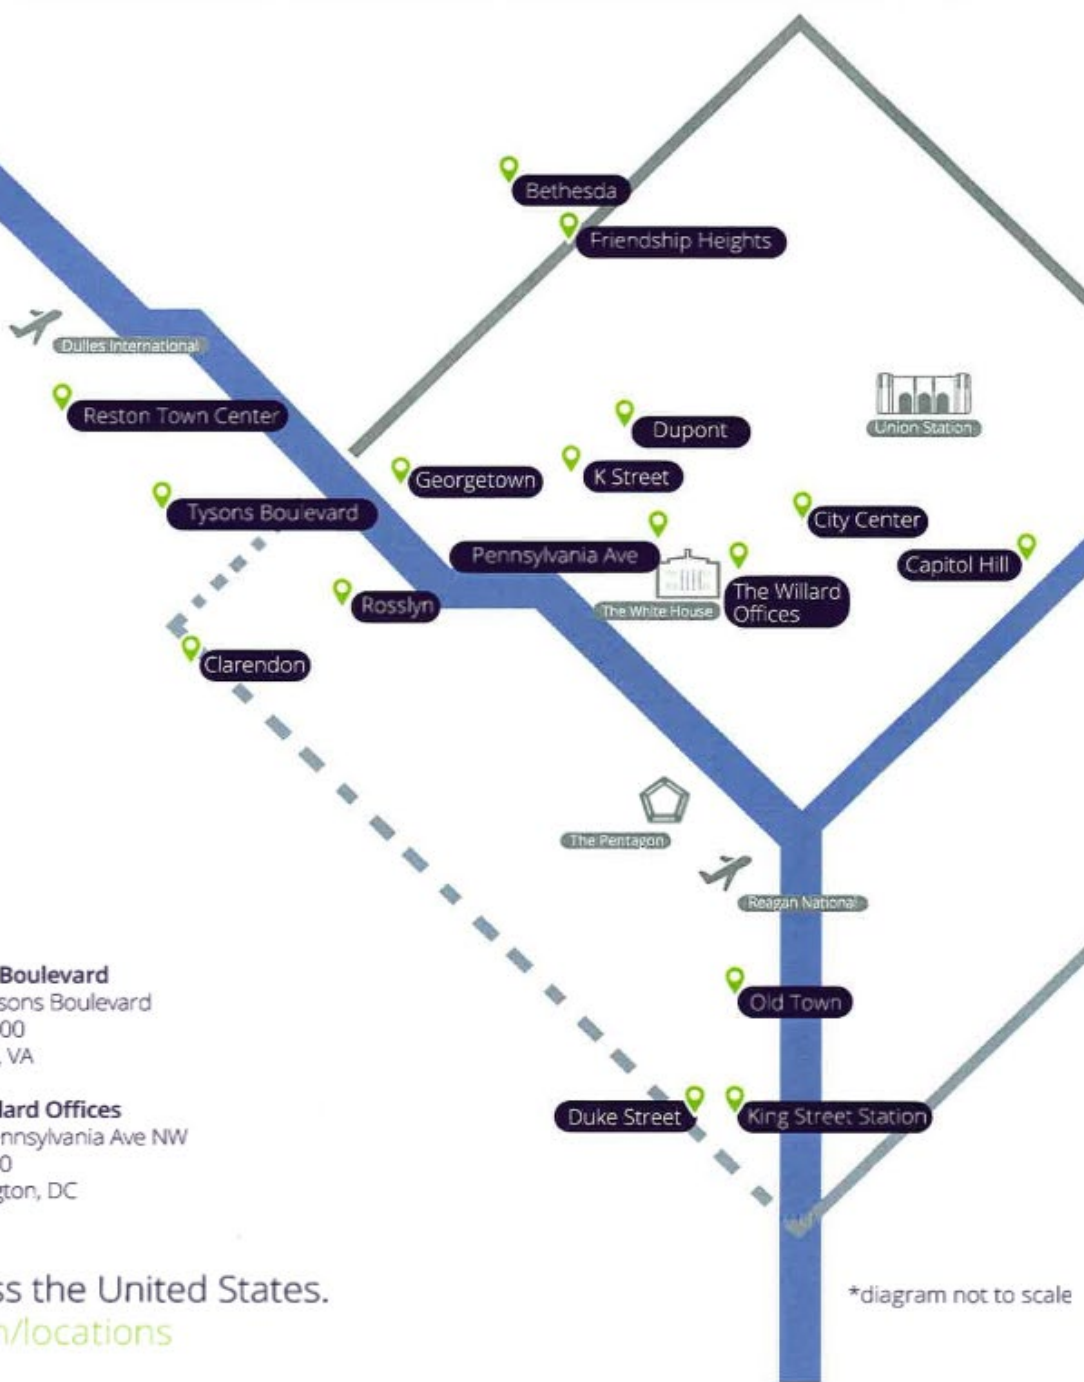 Bethesda
Friendship Heights
Dulles International
Reston Town Center
Dupont
Union Station
Georgetown
K Street
Tysons Boulevard
City Center
Pennsylvania Ave
Capitol Hill
The Willard
Offices
Rosslyn
The White House
Clarendon
The Pentagon
Reagan National
Old Town
Duke Street
King Street Station
Boulevard
sons Boulevard
00
, VA
lard Offices
nnsylvania Ave NW
0
gton, DC
ss the United States.
n/locations
*diagram not to scale